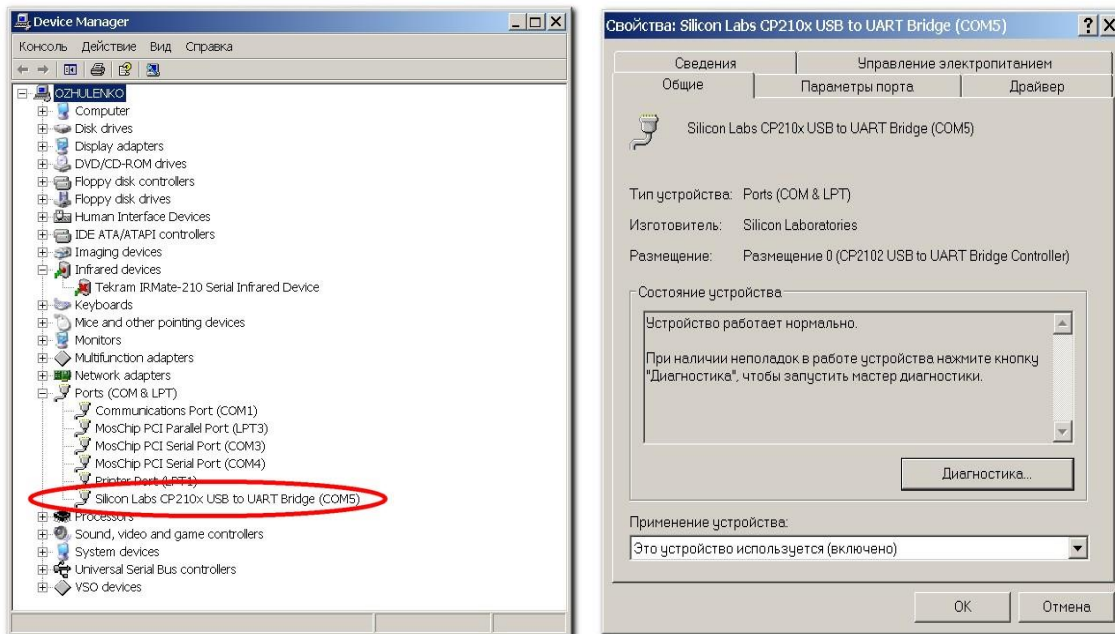 Device Manager
Консоль Действие Вид Справка
OZHULENKO
Computer
Disk drives
Display adapters
DVD/CD-ROM drives
Floppy disk controllers
Floppy disk drives
Human Interface Devices
IDE ATA/ATAPI controllers
Imaging devices
Infrared devices
Tekram IRMate-210 Serial Infrared Device
Keyboards
Mice and other pointing devices
Monitors
Multifunction adapters
Network adapters
Ports (COM & LPT)
Communications Port (COM1)
MosChip PCI Parallel Port (LPT3)
MosChip PCI Serial Port (COM3)
MosChip PCI Serial Port (COM4)
Printer Port (LPT1)
Silicon Labs CP210x USB to UART Bridge (COM5)
Processors
Sound, video and game controllers
System devices
Universal Serial Bus controllers
VSO devices
Свойства: Silicon Labs CP210x USB to UART Bridge (COM5)
Сведения Управление электропитанием
Общие Параметры порта Драйвер
Silicon Labs CP210x USB to UART Bridge (COM5)
Тип устройства: Ports (COM & LPT)
Изготовитель: Silicon Laboratories
Размещение: Размещение 0 (CP2102 USB to UART Bridge Controller)
Состояние устройства
Устройство работает нормально.
При наличии неполадок в работе устройства нажмите кнопку
"Диагностика", чтобы запустить мастер диагностики.
Диагностика...
Применение устройства:
Это устройство используется (включено)
OK Отмена